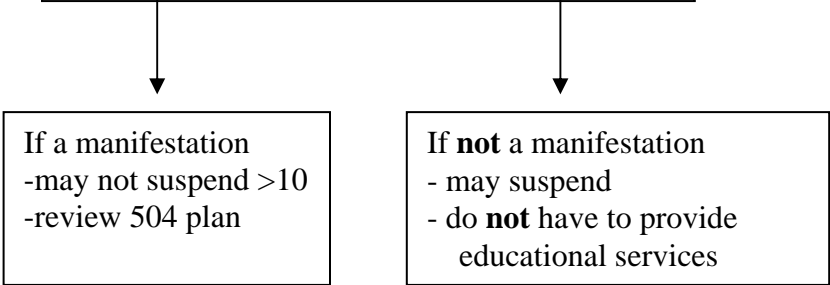 If a manifestation
-may not suspend >10
-review 504 plan
If not a manifestation
- may suspend
- do not have to provide
educational services